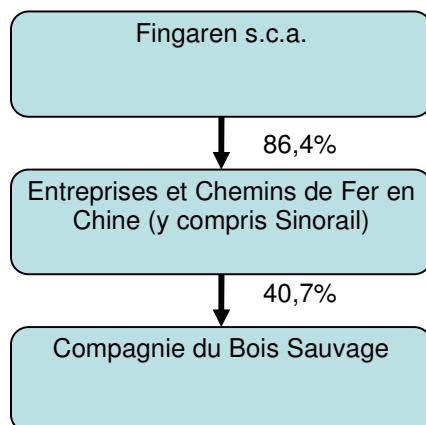 Fingaren s.c.a.
86,4%
Entreprises et Chemins de Fer en
Chine (y compris Sinorail)
40,7%
Compagnie du Bois Sauvage